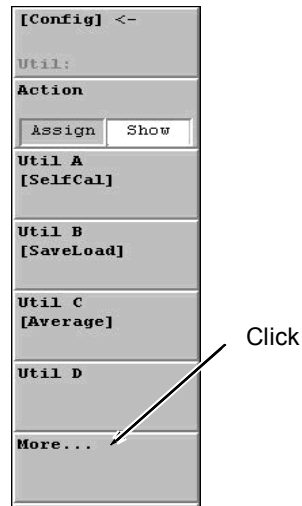 [Config] <-
Util:
Action
Assign Show
Util A
[SelfCal]
Util B
[SaveLoad]
Util C
[Average]
Click
Util D
More...